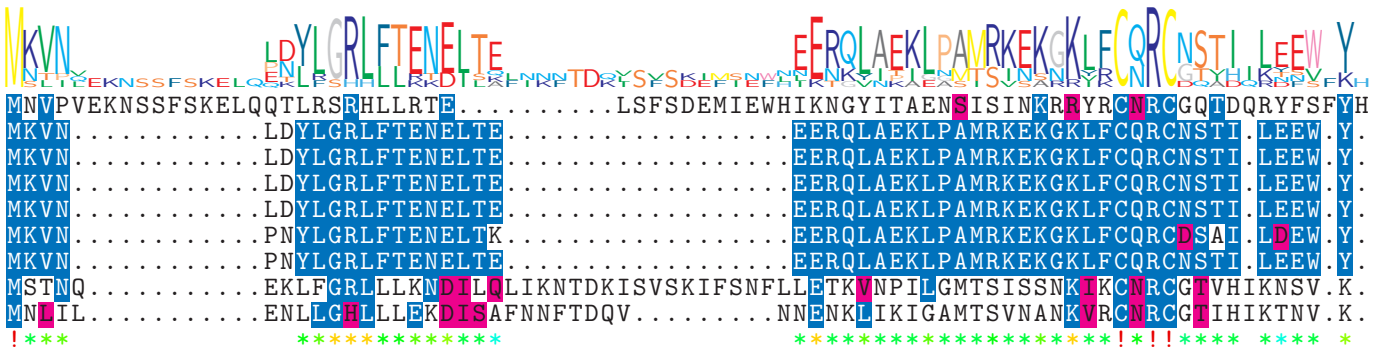 MNVPVEKNSSFSKELQQTLRSRHLLRTE..........LSFSDEMIEWHIKNGYITAENSISINKRRYRCNRCGQTDQRYFSFYH
MKVN............LDYLGRLFTENELTE..................EERQLAEKLPAMRKEKGKLFCQRCNSTI.LEEW.Y.
MKVN............LDYLGRLFTENELTE..................EERQLAEKLPAMRKEKGKLFCQRCNSTI.LEEW.Y.
MKVN............LDYLGRLFTENELTE..................EERQLAEKLPAMRKEKGKLFCQRCNSTI.LEEW.Y.
MKVN............LDYLGRLFTENELTE..................EERQLAEKLPAMRKEKGKLFCQRCNSTI.LEEW.Y.
MKVN............PNYLGRLFTENELTK..................EERQLAEKLPAMRKEKGKLFCQRCDSAI.LDEW.Y.
MKVN............PNYLGRLFTENELTE..................EERQLAEKLPAMRKEKGKLFCQRCNSTI.LEEW.Y.
MSTNQ...........EKLFGRLLLKNDILQLIKNTDKISVSKIFSNFLLETKVNPILGMTSISSNKIKCNRCGTVHIKNSV.K.
MNLIL...........ENLLGHLLLEKDISAFNNFTDQV.........NNENKLIKIGAMTSVNANKVRCNRCGTIHIKTNV.K.
!*** ************* ********************!*!!**** **** *